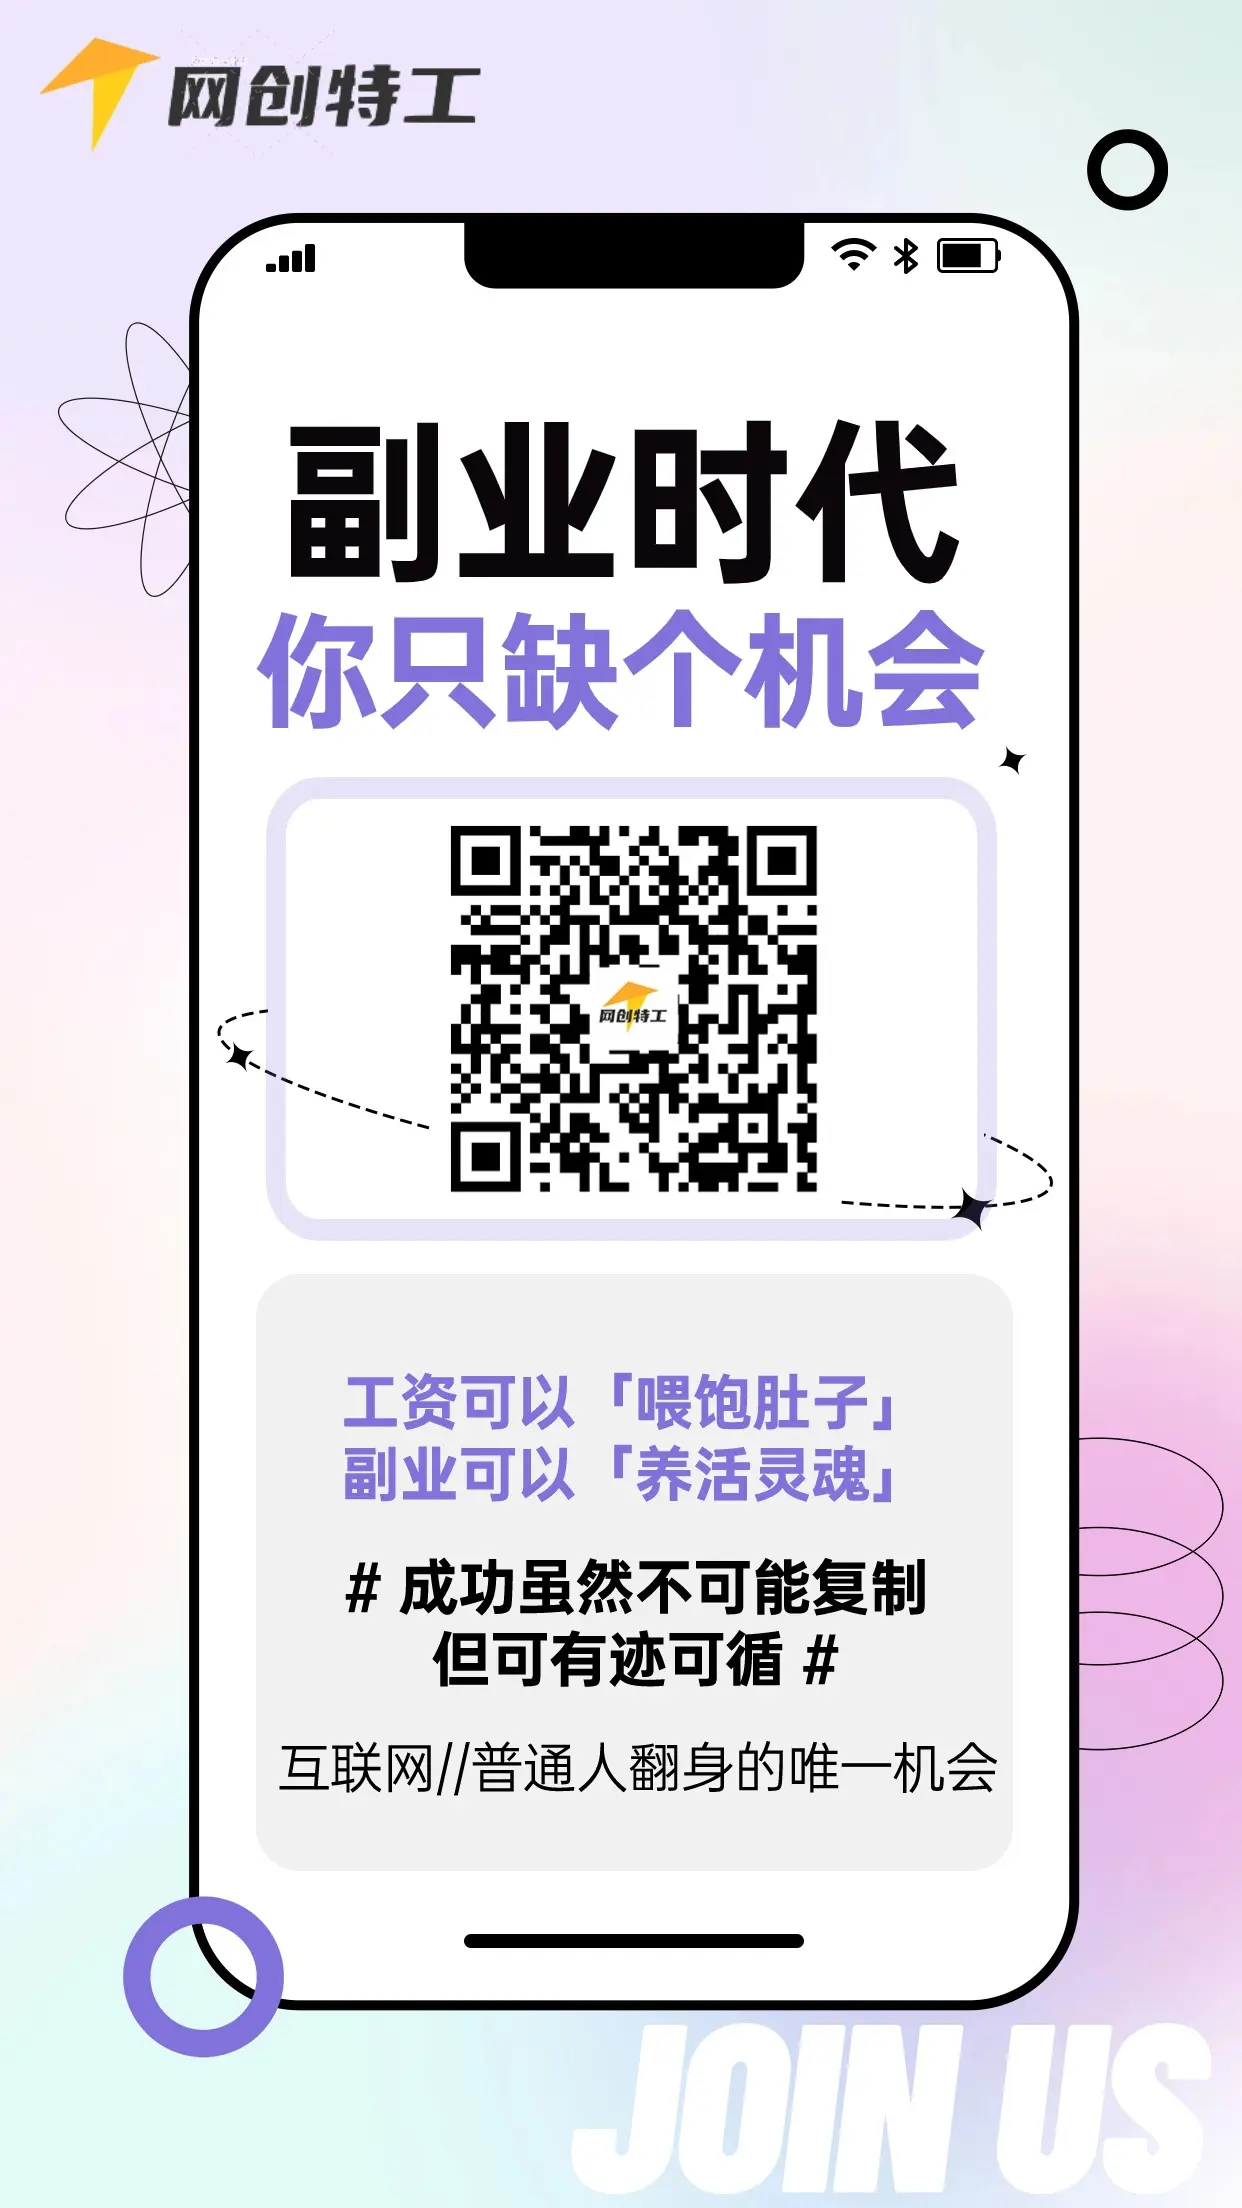 网创特工
副业时代
你只缺个机会
网创特工
工资可以「喂饱肚子」
副业可以「养活灵魂」
# 成功虽然不可能复制
但可有迹可循 #
互联网//普通人翻身的唯一机会
JOIN US